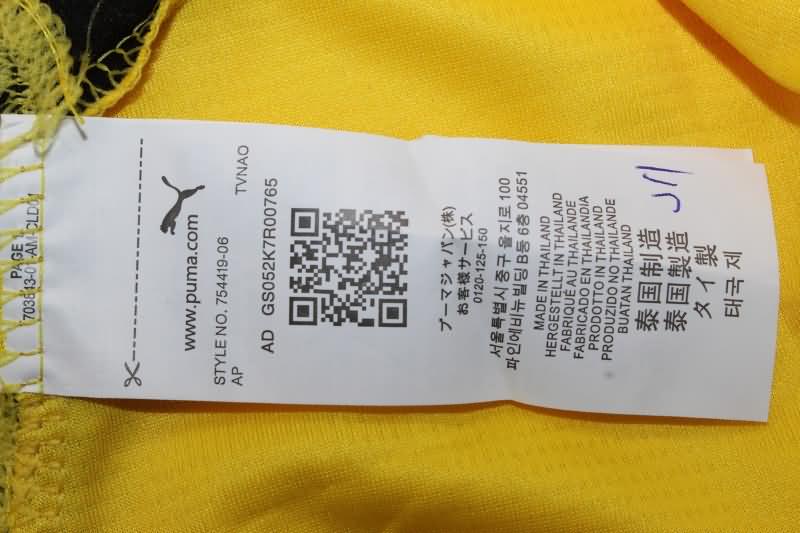 PAGE 1
www.puma.com
STYLE NO. 754419-06
TVNAO
AP
AD GS052K7R00765
プーマジャパン(株)
お客様サービス
0120-125-150
서울특별시 중구 을지로 100
파인에비뉴빌딩 B동 6층 04551
MADE IN THAILAND
HERGESTELLT IN THAILAND
FABRIQUÉ AU THAÏLANDE
FABRICADO EN THAILANDIA
PRODOTTO IN THAILANDE
PRODUZIDO NO THAILANDE
BUATAN THAILAND
泰国制造
泰国製造
タイ製
태국 제